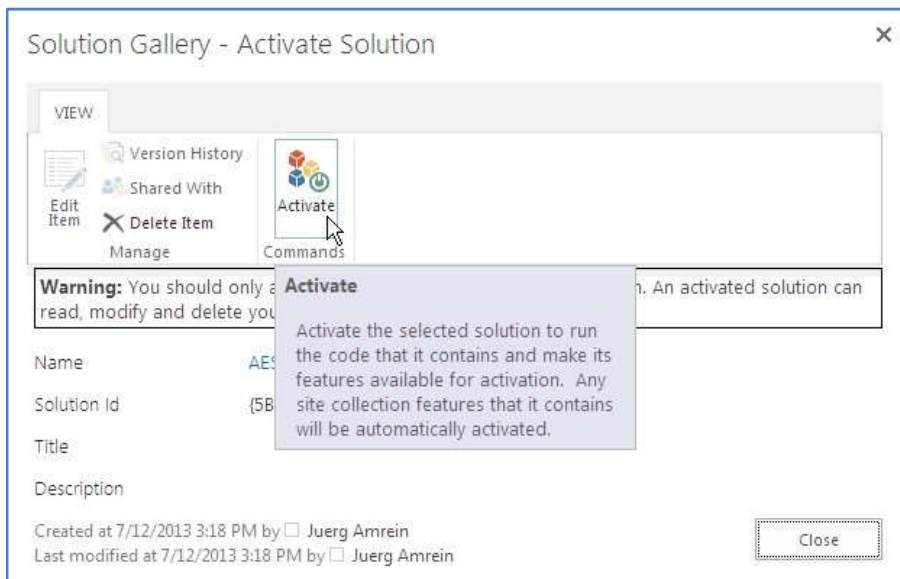 Solution Gallery - Activate Solution
VIEW
Edit
Item
Version History
Shared With
Delete Item
Manage
Activate
Commands
Warning: You should only a
n. An activated solution can
read, modify and delete you
Activate
Activate the selected solution to run
the code that it contains and make its
features available for activation. Any
site collection features that it contains
will be automatically activated.
Name AES
Solution Id {5B
Title
Description
Created at 7/12/2013 3:18 PM by Juerg Amrein
Last modified at 7/12/2013 3:18 PM by Juerg Amrein
Close